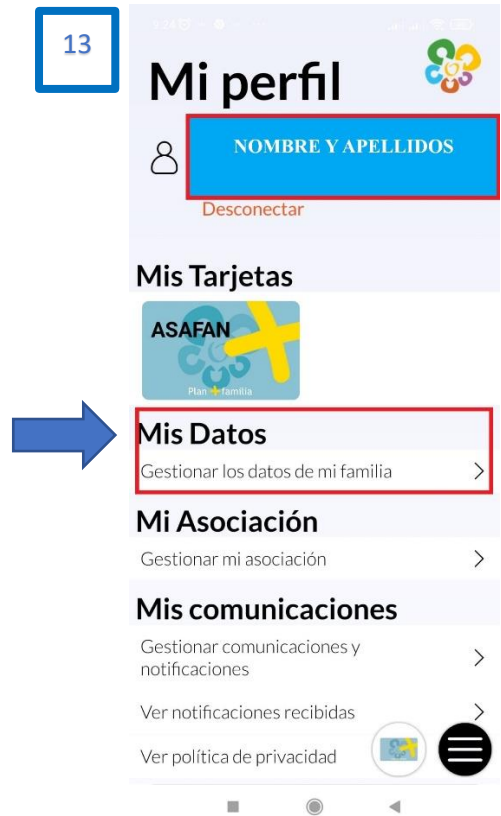 13
Mi perfil
NOMBRE Y APELLIDOS
Desconectar
Mis Tarjetas
ASAFAN
Plan + familia
Mis Datos
Gestionar los datos de mi familia
Mi Asociación
Gestionar mi asociación
Mis comunicaciones
Gestionar comunicaciones y
notificaciones
Ver notificaciones recibidas
Ver política de privacidad